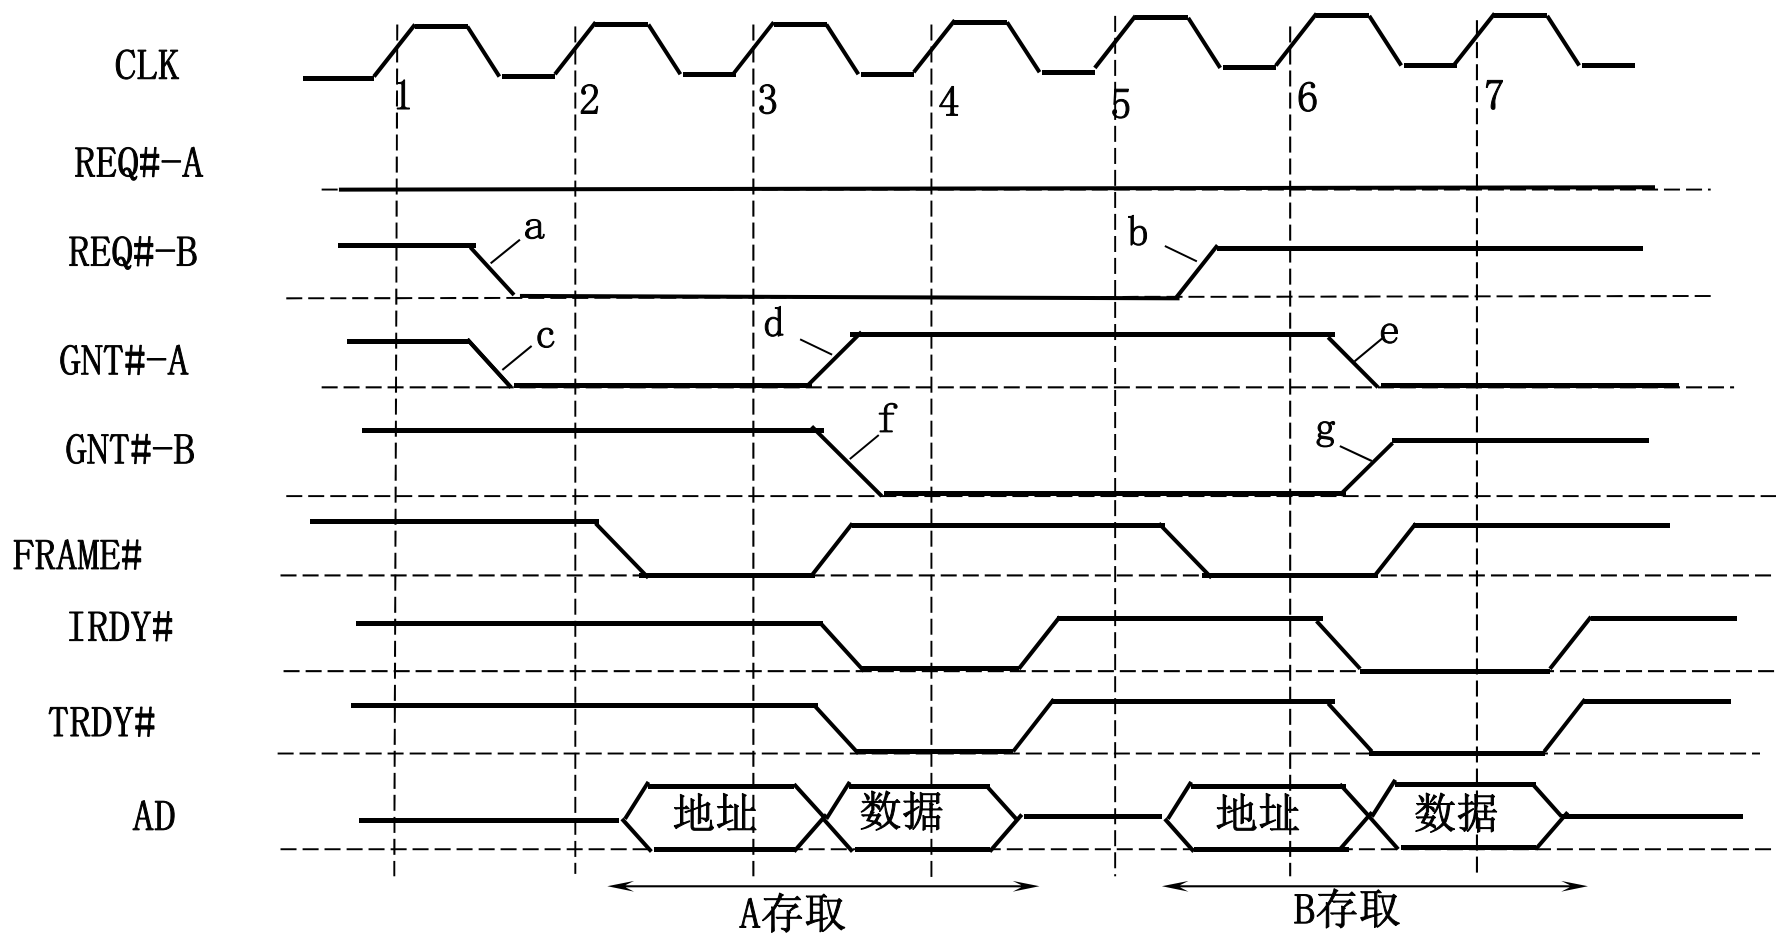 CLK
1 2 3 4 5 6 7
REQ#-A
REQ#-B a b
GNT#-A c d e
GNT#-B f g
FRAME#
IRDY#
TRDY#
AD 地址 数据 地址 数据
A存取 B存取